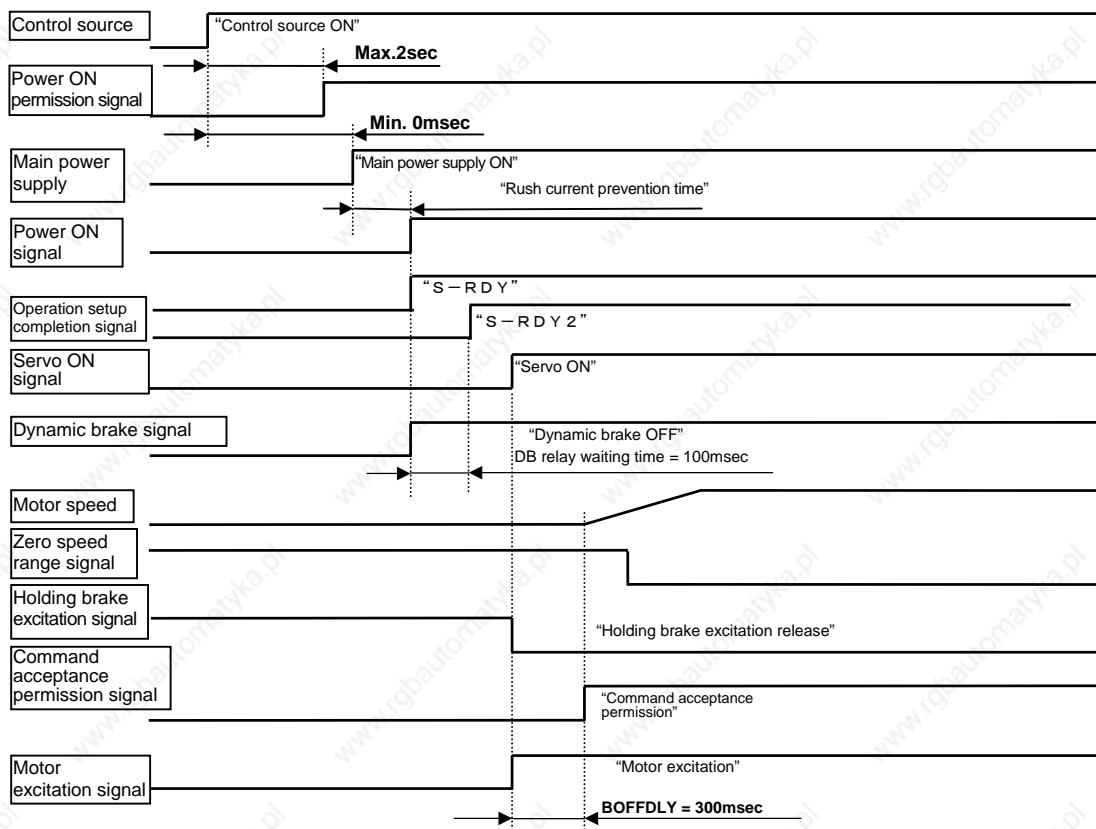 Control source
“Control source ON”
Max.2sec
Power ON
permission signal
Min. 0msec
Main power
supply
“Main power supply ON”
“Rush current prevention time”
Power ON
signal
“S－RDY”
Operation setup
completion signal
“S－RDY2”
Servo ON
signal
“Servo ON”
Dynamic brake signal
“Dynamic brake OFF”
DB relay waiting time = 100msec
Motor speed
Zero speed
range signal
Holding brake
excitation signal
“Holding brake excitation release”
Command
acceptance
permission signal
“Command acceptance
permission”
Motor
excitation signal
“Motor excitation”
BOFFDLY = 300msec
www.rgbautomatyka.pl